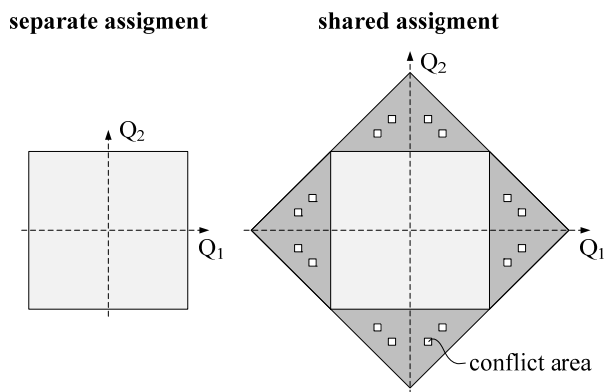 separate assigment
shared assigment
Q2
Q1
Q2
Q1
conflict area